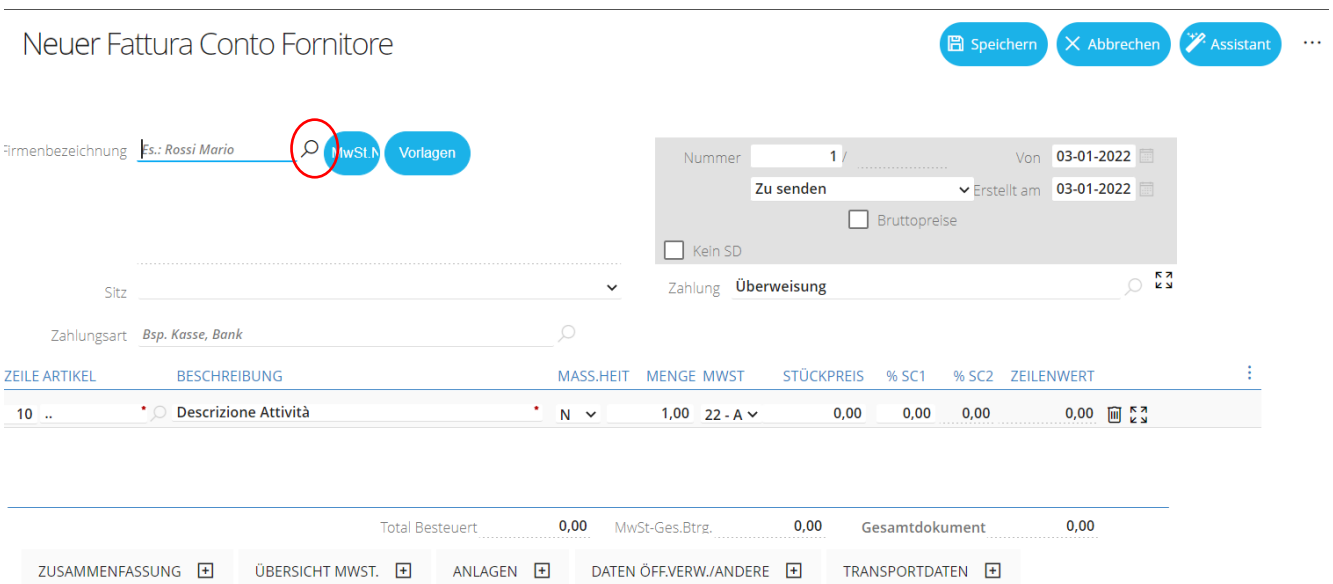 Neuer Fattura Conto Fornitore
Speichern
Abbrechen
Assistant
Firmenbezeichnung Es.: Rossi Mario
MwSt.N
Vorlagen
Nummer 1 / Von 03-01-2022
Zu senden Erstellt am 03-01-2022
Bruttopreise
Kein SD
Sitz
Zahlung Überweisung
Zahlungsart Bsp. Kasse, Bank
ZEILE ARTIKEL BESCHREIBUNG MASS.HEIT MENGE MWST STÜCKPREIS % SC1 % SC2 ZEILENWERT
10 .. * Descrizione Attività * N 1,00 22 - A 0,00 0,00 0,00 0,00
Total Besteuert 0,00 MwSt-Ges.Btrg. 0,00 Gesamtdokument 0,00
ZUSAMMENFASSUNG ÜBERSICHT MWST. ANLAGEN DATEN ÖFF.VERW./ANDERE TRANSPORTDATEN